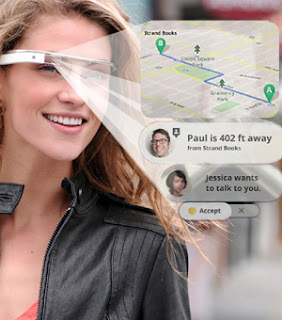 Strand Books
B
Union Square
Park
Gramercy
Park
A
Paul is 402 ft away
from Strand Books
Jessica wants
to talk to you.
Accept